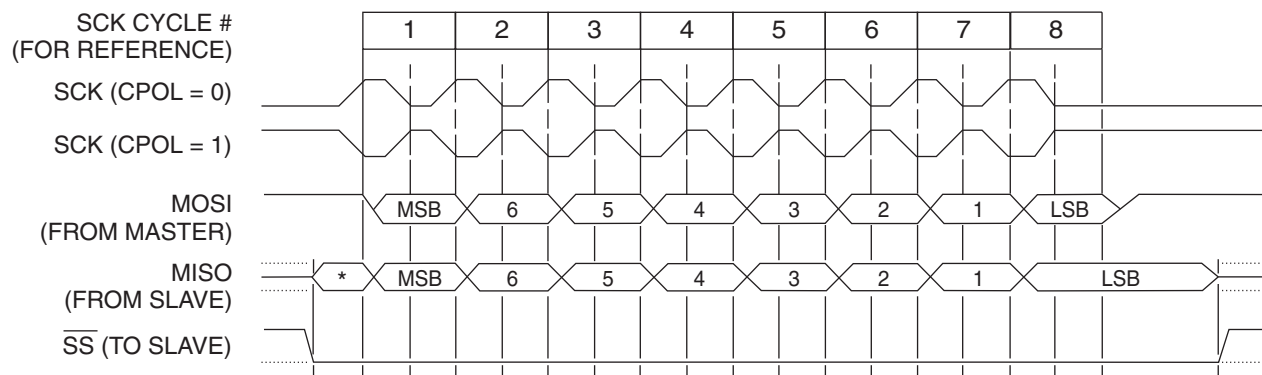 SCK CYCLE #
(FOR REFERENCE)
1 2 3 4 5 6 7 8
SCK (CPOL = 0)
SCK (CPOL = 1)
MOSI
(FROM MASTER)
MSB 6 5 4 3 2 1 LSB
MISO
(FROM SLAVE)
* MSB 6 5 4 3 2 1 LSB
SS (TO SLAVE)